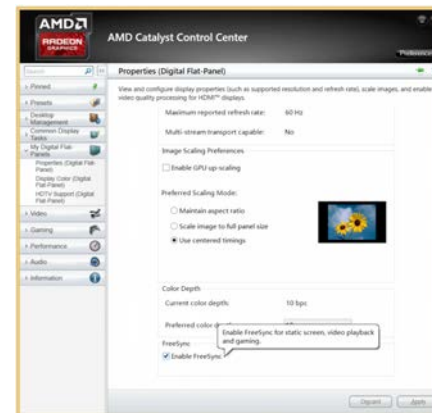 AMD
RADEON
GRAPHICS
AMD Catalyst Control Center
Preferences
Search
Properties (Digital Flat-Panel)
View and configure display properties (such as supported resolution and refresh rate), scale images, and enable
video quality processing for HDMI™ displays.
Pinned
Presets
Desktop
Management
Common Display
Tasks
My Digital Flat-
Panels
Properties (Digital Flat-
Panel)
Display Color (Digital
Flat-Panel)
HDTV Support (Digital
Flat-Panel)
Video
Gaming
Performance
Audio
Information
Maximum reported refresh rate: 60 Hz
Multi-stream transport capable: No
Image Scaling Preferences
Enable GPU up-scaling
Preferred Scaling Mode:
Maintain aspect ratio
Scale image to full panel size
Use centered timings
Color Depth
Current color depth: 10 bpc
Preferred color
Enable FreeSync for static screen, video playback
and gaming.
FreeSync
Enable FreeSync
Discard
Apply